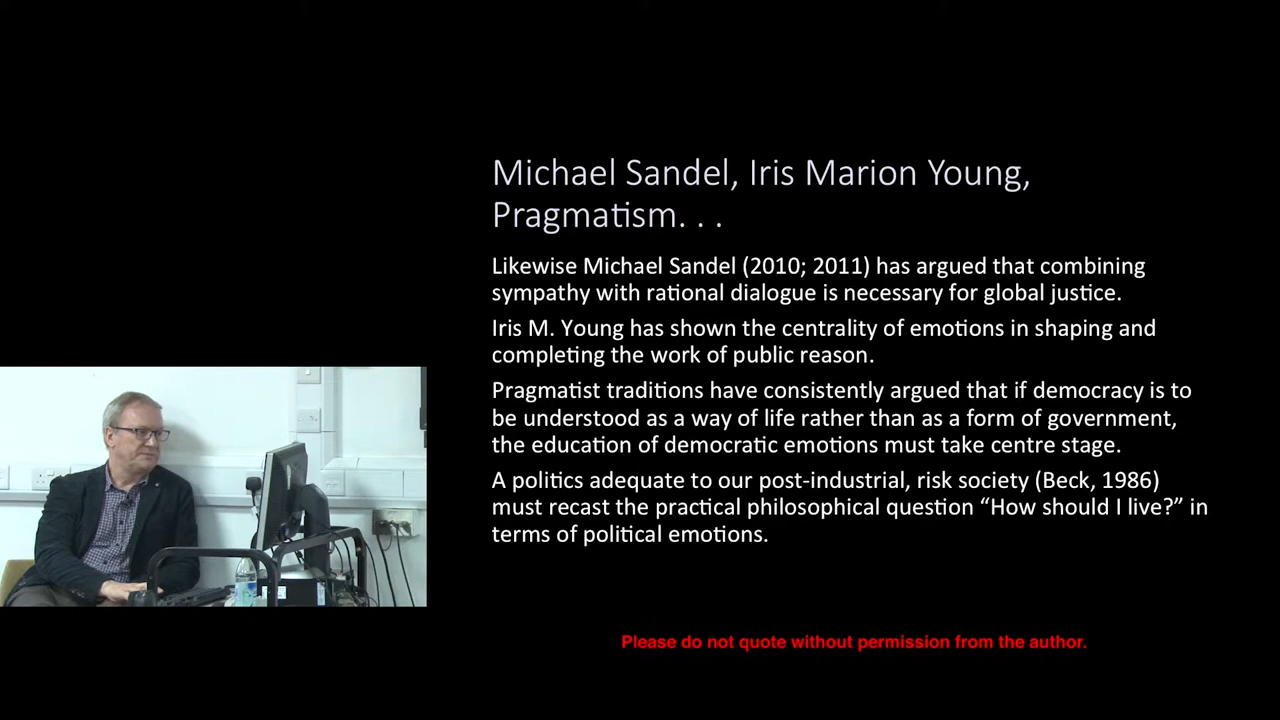 Michael Sandel, Iris Marion Young,
Pragmatism. . .
Likewise Michael Sandel (2010; 2011) has argued that combining
sympathy with rational dialogue is necessary for global justice.
Iris M. Young has shown the centrality of emotions in shaping and
completing the work of public reason.
Pragmatist traditions have consistently argued that if democracy is to
be understood as a way of life rather than as a form of government,
the education of democratic emotions must take centre stage.
A politics adequate to our post-industrial, risk society (Beck, 1986)
must recast the practical philosophical question “How should I live?” in
terms of political emotions.
Please do not quote without permission from the author.